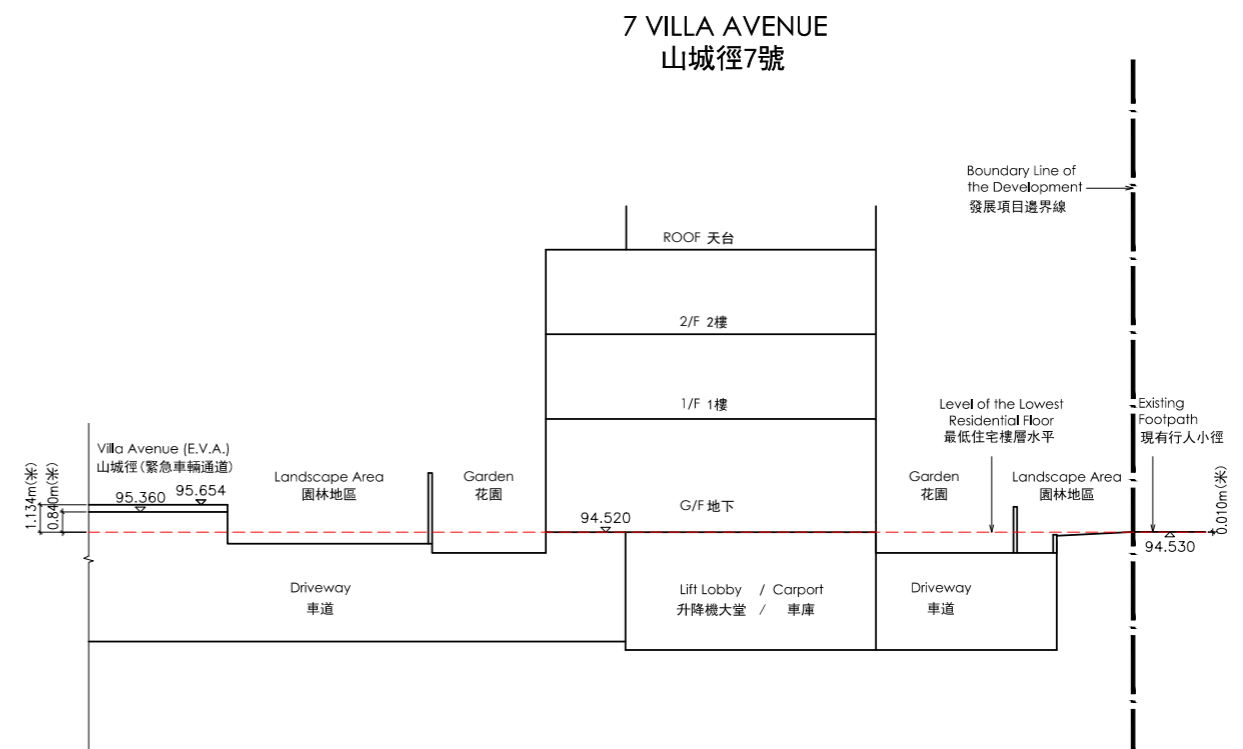 7 VILLA AVENUE
山城徑7號
Boundary Line of
the Development
發展項目邊界線
ROOF 天台
2/F 2樓
1/F 1樓
Level of the Lowest
Residential Floor
最低住宅樓層水平
Existing
Footpath
現有行人小徑
Villa Avenue (E.V.A.)
山城徑(緊急車輛通道)
95.360
95.654
1.134m(米)
0.840m(米)
Landscape Area
園林地區
Garden
花園
94.520
G/F 地下
Garden
花園
Landscape Area
園林地區
0.010m(米)
94.530
Driveway
車道
Lift Lobby / Carport
升降機大堂 / 車庫
Driveway
車道